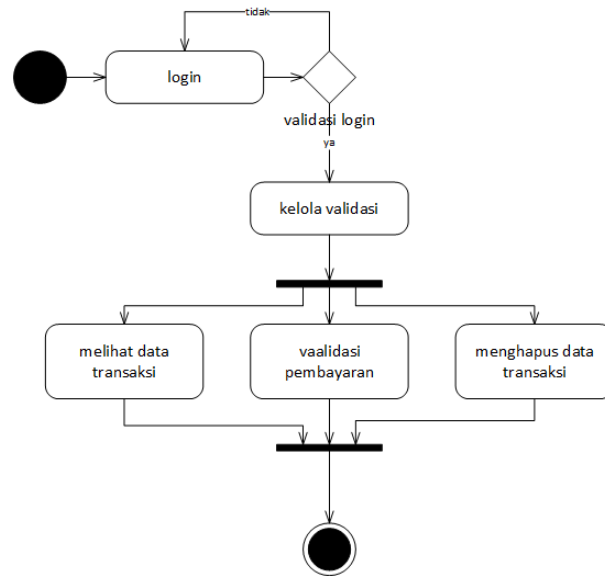 tidak
login
validasi login
ya
kelola validasi
melihat data
transaksi
vaalidasi
pembayaran
menghapus data
transaksi